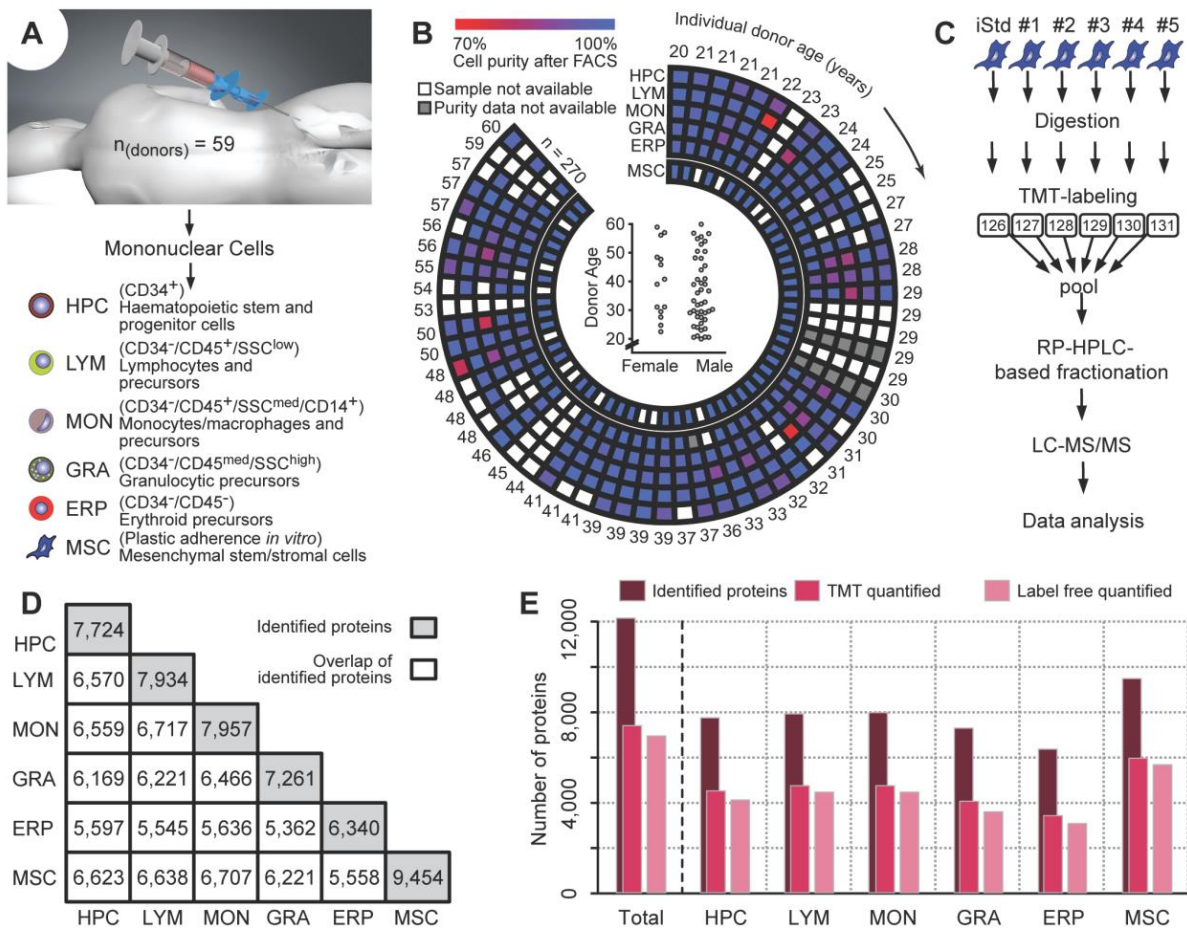 A
n(donors) = 59
Mononuclear Cells
HPC (CD34+)
Haematopoietic stem and
progenitor cells
LYM (CD34-/CD45+/SSClow)
Lymphocytes and
precursors
MON (CD34-/CD45+/SSCmed/CD14+)
Monocytes/macrophages and
precursors
GRA (CD34-/CD45med/SSChigh)
Granulocytic precursors
ERP (CD34-/CD45-)
Erythroid precursors
MSC (Plastic adherence in vitro)
Mesenchymal stem/stromal cells
B
70% 100%
Cell purity after FACS
Sample not available
Purity data not available
Individual donor age (years)
HPC
LYM
MON
GRA
ERP
MSC
n = 270
20 21 21 21 21 22 23 23 24 24 25 25 27 27 28 28 29 29 29 29 30 30 30 31 31 32 32 33 33 36 37 37 39 39 39 39 41 41 41 44 45 46 48 48 48 50 50 53 54 55 56 56 57 57 59 60
Donor Age
60
50
40
30
20
Female Male
C
iStd #1 #2 #3 #4 #5
Digestion
TMT-labeling
126 127 128 129 130 131
pool
RP-HPLC-
based fractionation
LC-MS/MS
Data analysis
D
Identified proteins
Overlap of
identified proteins
HPC 7,724
LYM 6,570 7,934
MON 6,559 6,717 7,957
GRA 6,169 6,221 6,466 7,261
ERP 5,597 5,545 5,636 5,362 6,340
MSC 6,623 6,638 6,707 6,221 5,558 9,454
HPC LYM MON GRA ERP MSC
E
Identified proteins TMT quantified Label free quantified
Number of proteins
12,000
8,000
4,000
0
Total HPC LYM MON GRA ERP MSC